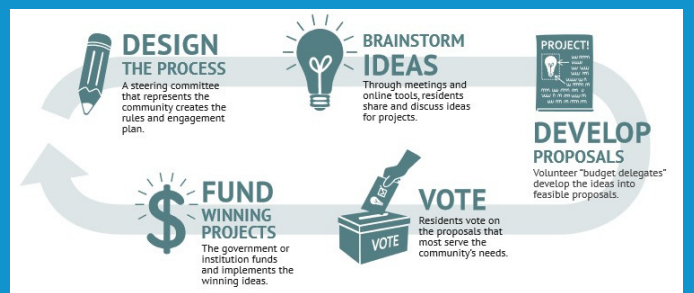 DESIGN
THE PROCESS
A steering committee
that represents the
community creates the
rules and engagement
plan.
BRAINSTORM
IDEAS
Through meetings and
online tools, residents
share and discuss ideas
for projects.
PROJECT!
DEVELOP
PROPOSALS
Volunteer "budget delegates"
develop the ideas into
feasible proposals.
VOTE
VOTE
Residents vote on
the proposals that
most serve the
community's needs.
FUND
WINNING
PROJECTS
The government or
institution funds
and implements the
winning ideas.